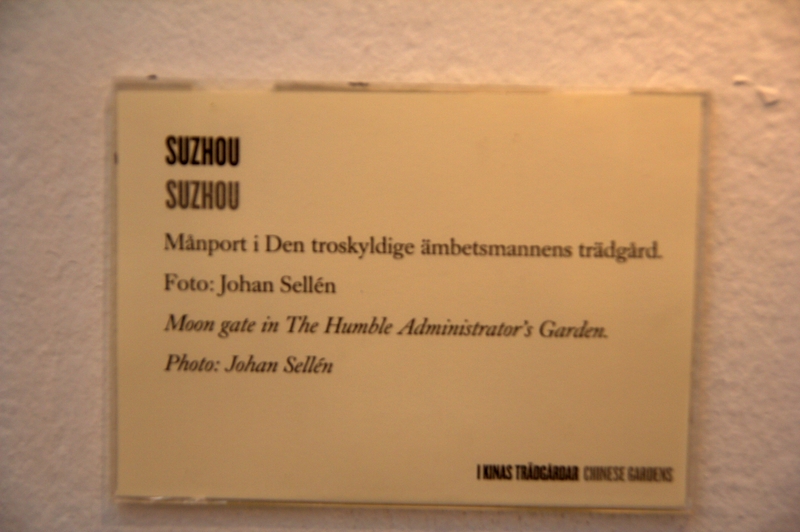 SUZHOU
SUZHOU
Månport i Den troskyldige ämbetsmannens trädgård.
Foto: Johan Sellén
Moon gate in The Humble Administrator's Garden.
Photo: Johan Sellén
I KINAS TRÄDGÅRDAR CHINESE GARDENS